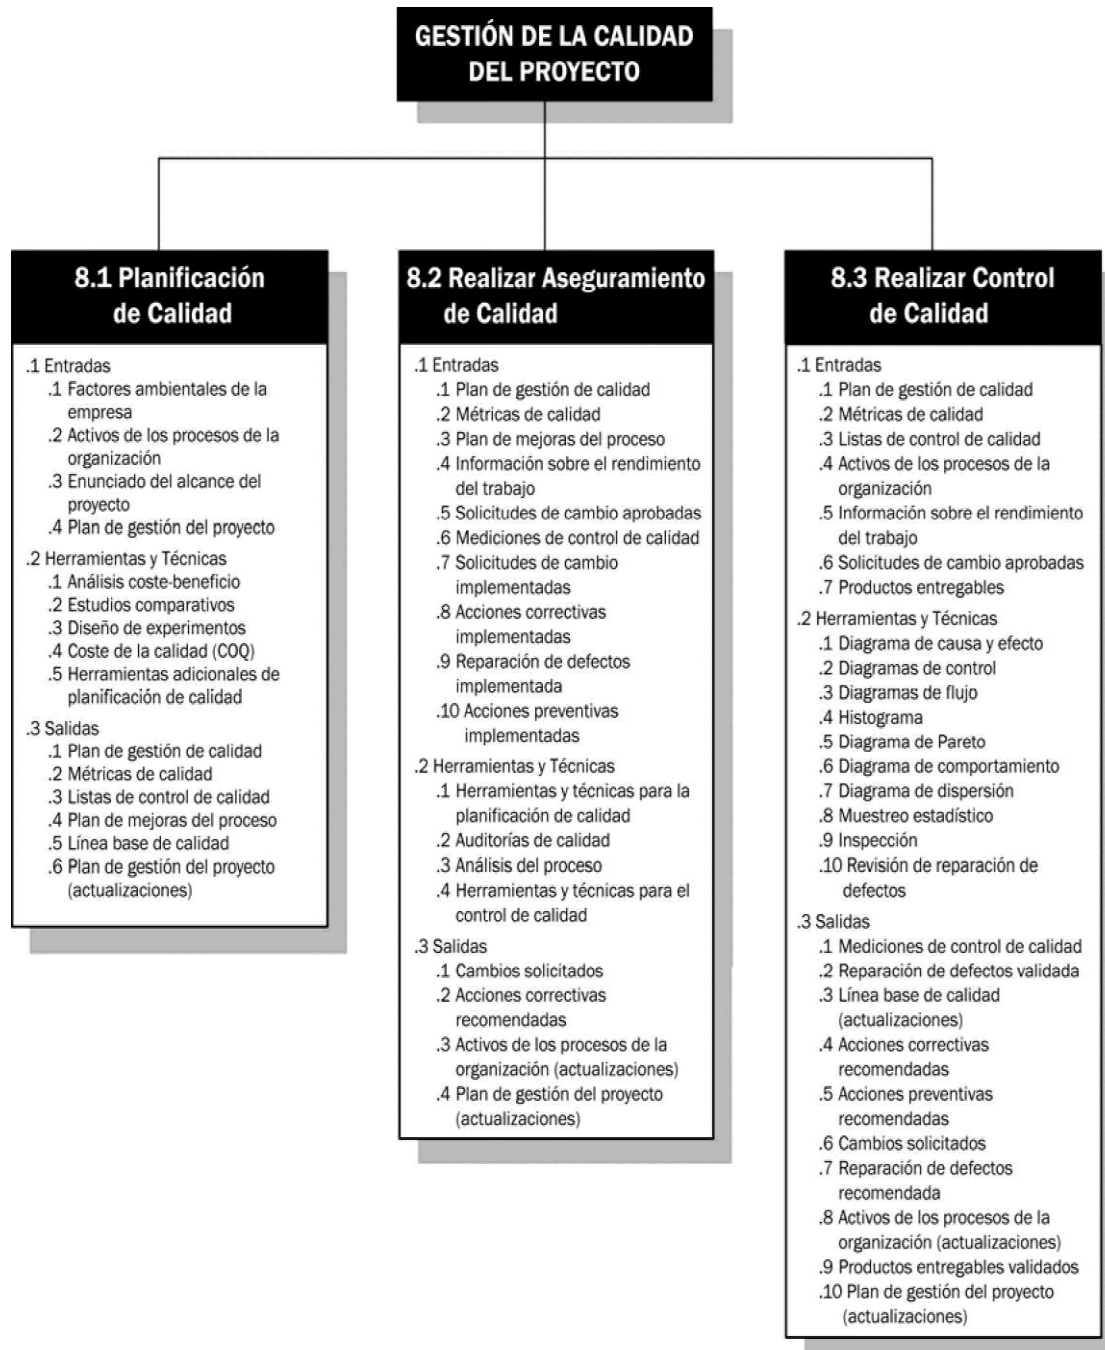 GESTIÓN DE LA CALIDAD
DEL PROYECTO
8.1 Planificación
de Calidad
.1 Entradas
.1 Factores ambientales de la
empresa
.2 Activos de los procesos de la
organización
.3 Enunciado del alcance del
proyecto
.4 Plan de gestión del proyecto
.2 Herramientas y Técnicas
.1 Análisis coste-beneficio
.2 Estudios comparativos
.3 Diseño de experimentos
.4 Coste de la calidad (COQ)
.5 Herramientas adicionales de
planificación de calidad
.3 Salidas
.1 Plan de gestión de calidad
.2 Métricas de calidad
.3 Listas de control de calidad
.4 Plan de mejoras del proceso
.5 Línea base de calidad
.6 Plan de gestión del proyecto
(actualizaciones)
8.2 Realizar Aseguramiento
de Calidad
.1 Entradas
.1 Plan de gestión de calidad
.2 Métricas de calidad
.3 Plan de mejoras del proceso
.4 Información sobre el rendimiento
del trabajo
.5 Solicitudes de cambio aprobadas
.6 Mediciones de control de calidad
.7 Solicitudes de cambio
implementadas
.8 Acciones correctivas
implementadas
.9 Reparación de defectos
implementada
.10 Acciones preventivas
implementadas
.2 Herramientas y Técnicas
.1 Herramientas y técnicas para la
planificación de calidad
.2 Auditorías de calidad
.3 Análisis del proceso
.4 Herramientas y técnicas para el
control de calidad
.3 Salidas
.1 Cambios solicitados
.2 Acciones correctivas
recomendadas
.3 Activos de los procesos de la
organización (actualizaciones)
.4 Plan de gestión del proyecto
(actualizaciones)
8.3 Realizar Control
de Calidad
.1 Entradas
.1 Plan de gestión de calidad
.2 Métricas de calidad
.3 Listas de control de calidad
.4 Activos de los procesos de la
organización
.5 Información sobre el rendimiento
del trabajo
.6 Solicitudes de cambio aprobadas
.7 Productos entregables
.2 Herramientas y Técnicas
.1 Diagrama de causa y efecto
.2 Diagramas de control
.3 Diagramas de flujo
.4 Histograma
.5 Diagrama de Pareto
.6 Diagrama de comportamiento
.7 Diagrama de dispersión
.8 Muestreo estadístico
.9 Inspección
.10 Revisión de reparación de
defectos
.3 Salidas
.1 Mediciones de control de calidad
.2 Reparación de defectos validada
.3 Línea base de calidad
(actualizaciones)
.4 Acciones correctivas
recomendadas
.5 Acciones preventivas
recomendadas
.6 Cambios solicitados
.7 Reparación de defectos
recomendada
.8 Activos de los procesos de la
organización (actualizaciones)
.9 Productos entregables validados
.10 Plan de gestión del proyecto
(actualizaciones)